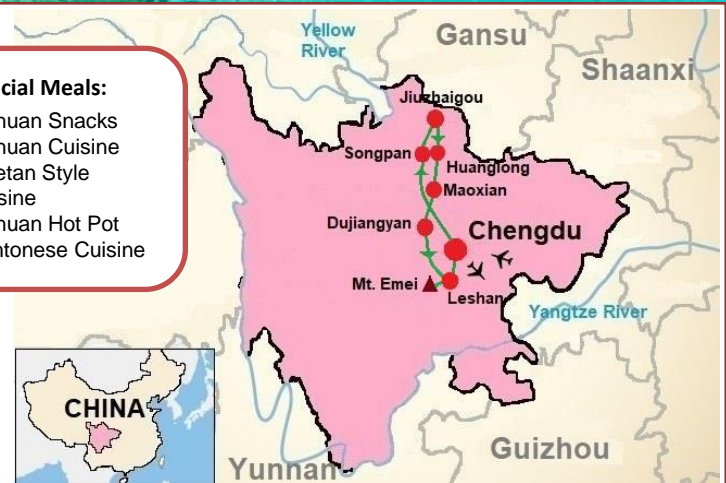 cial Meals:
huan Snacks
huan Cuisine
etan Style
sine
huan Hot Pot
ntonese Cuisine
Yellow
River
Gansu
Shaanxi
Jiuzhaigou
Songpan
Huanglong
Maoxian
Dujiangyan
Chengdu
Mt. Emei
Leshan
Yangtze River
CHINA
Guizhou
Yunnan